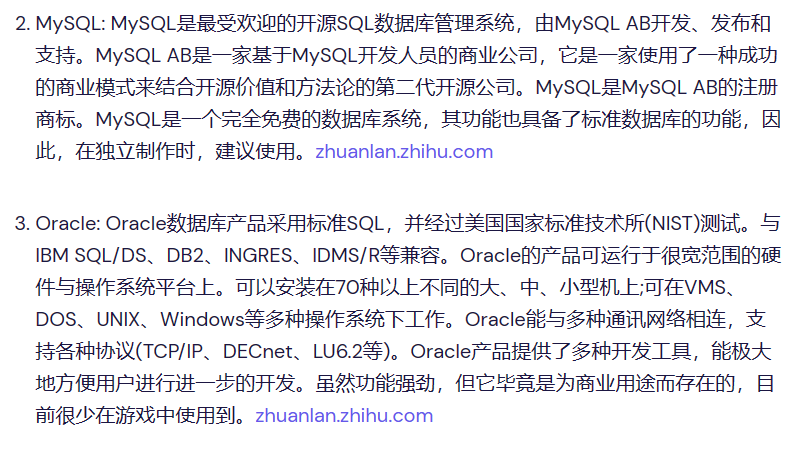 2. MySQL: MySQL是最受欢迎的开源SQL数据库管理系统，由MySQL AB开发、发布和
支持。MySQL AB是一家基于MySQL开发人员的商业公司，它是一家使用了一种成功
的商业模式来结合开源价值和方法论的第二代开源公司。MySQL是MySQL AB的注册
商标。MySQL是一个完全免费的数据库系统，其功能也具备了标准数据库的功能，因
此，在独立制作时，建议使用。zhuanlan.zhihu.com
3. Oracle: Oracle数据库产品采用标准SQL，并经过美国国家标准技术所(NIST)测试。与
IBM SQL/DS、DB2、INGRES、IDMS/R等兼容。Oracle的产品可运行于很宽范围的硬
件与操作系统平台上。可以安装在70种以上不同的大、中、小型机上;可在VMS、
DOS、UNIX、Windows等多种操作系统下工作。Oracle能与多种通讯网络相连，支
持各种协议(TCP/IP、DECnet、LU6.2等)。Oracle产品提供了多种开发工具，能极大
地方便用户进行进一步的开发。虽然功能强劲，但它毕竟是为商业用途而存在的，目
前很少在游戏中使用到。zhuanlan.zhihu.com